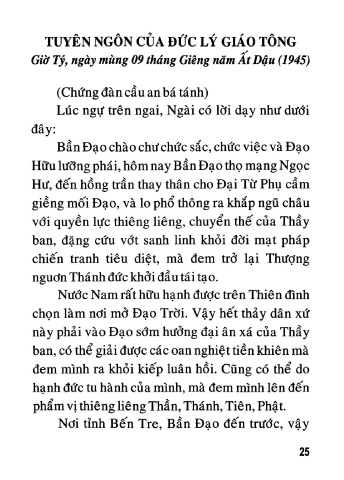 TUYÊN NGÔN CỦA ĐỨC LÝ GIÁO TÔNG
Giờ Tý, ngày mùng 09 tháng Giêng năm Ất Dậu (1945)
(Chứng đàn cầu an bá tánh)
Lúc ngự trên ngai, Ngài có lời dạy như dưới
đây:
Bần Đạo chào chư chức sắc, chức việc và Đạo
Hữu lưỡng phái, hôm nay Bần Đạo thọ mạng Ngọc
Hư, đến hồng trần thay thân cho Đại Từ Phụ cầm
giềng mối Đạo, và lo phổ thông ra khắp ngũ châu
với quyền lực thiêng liêng, chuyển thế của Thầy
ban, đặng cứu vớt sanh linh khỏi đời mạt pháp
chiến tranh tiêu diệt, mà đem trở lại Thượng
nguơn Thánh đức khởi đầu tái tạo.
Nước Nam rất hữu hạnh được trên Thiên đình
chọn làm nơi mở Đạo Trời. Vậy hết thảy dân xứ
này phải vào Đạo sớm hưởng đại ân xá của Thầy
ban, có thể giải được các oan nghiệt tiền khiên mà
đem mình ra khỏi kiếp luân hồi. Cũng có thể do
hạnh đức tu hành của mình, mà đem mình lên đến
phẩm vị thiêng liêng Thần, Thánh, Tiên, Phật.
Nơi tỉnh Bến Tre, Bần Đạo đến trước, vậy
25